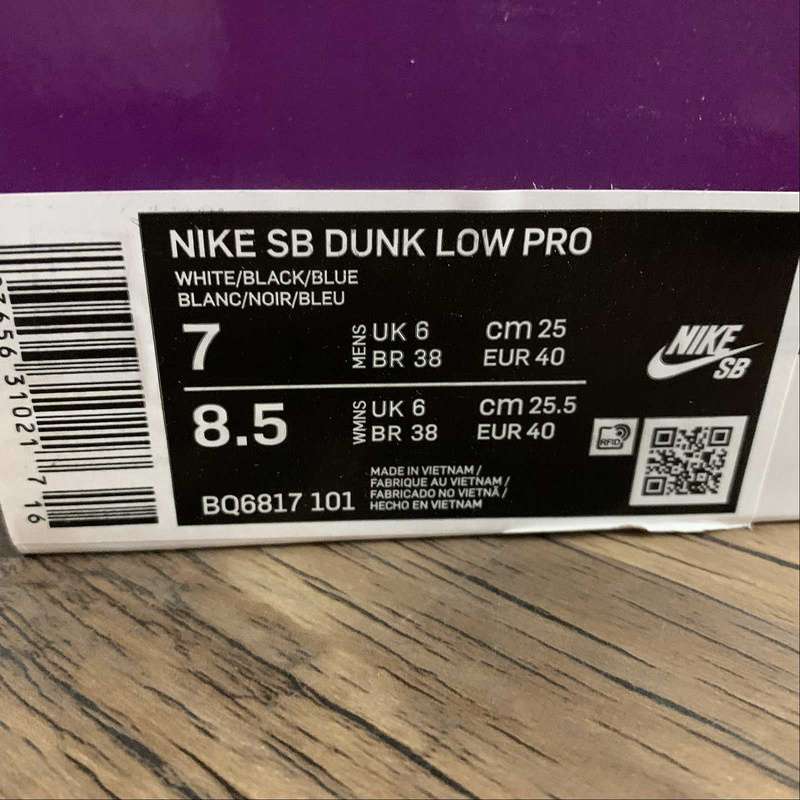 NIKE SB DUNK LOW PRO
WHITE/BLACK/BLUE
BLANC/NOIR/BLEU
7 MENS UK 6 cm 25
BR 38 EUR 40
8.5 WMNS UK 6 cm 25.5
BR 38 EUR 40
BQ6817 101
MADE IN VIETNAM /
FABRIQUE AU VIETNAM /
FABRICADO NO VIETNÃ /
HECHO EN VIETNAM
NIKE
SB
RFID
7656 31021 7 16